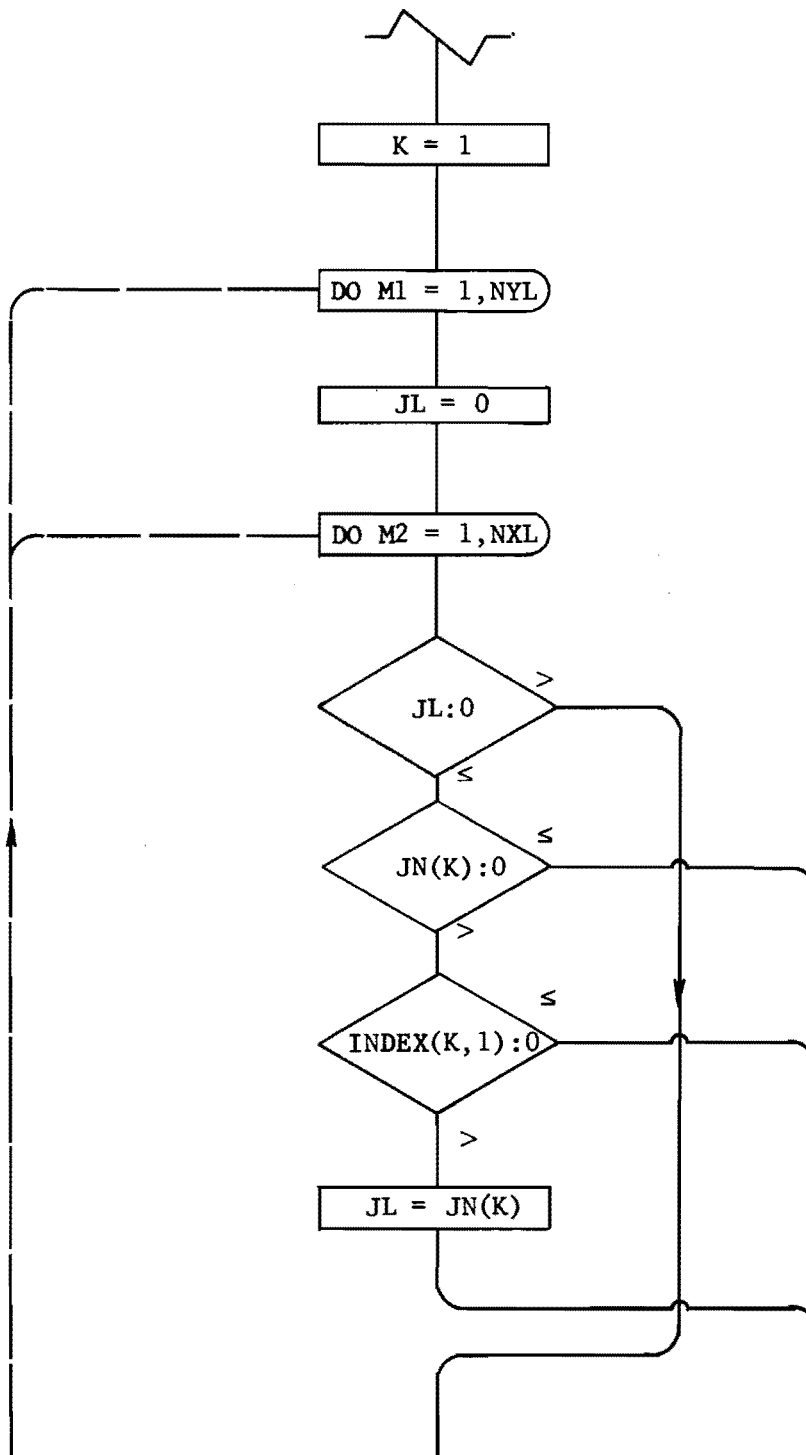 K = 1
DO M1 = 1,NYL
JL = 0
DO M2 = 1,NXL
>
JL:0
≤
≤
JN(K):0
>
≤
INDEX(K,1):0
>
JL = JN(K)